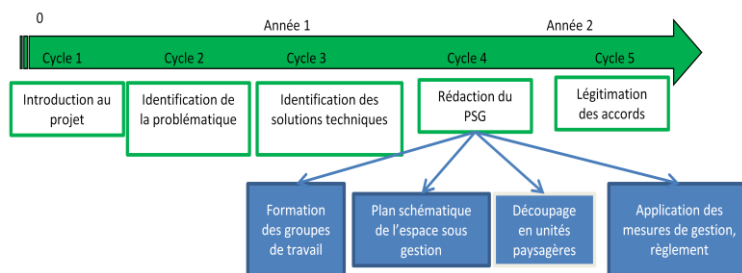 0
Année 1
Année 2
Cycle 1
Cycle 2
Cycle 3
Cycle 4
Cycle 5
Introduction au
projet
Identification de
la problématique
Identification des
solutions techniques
Rédaction du
PSG
Légitimation
des accords
Formation
des groupes
de travail
Plan schématique
de l'espace sous
gestion
Découpage
en unités
paysagères
Application des
mesures de gestion,
règlement